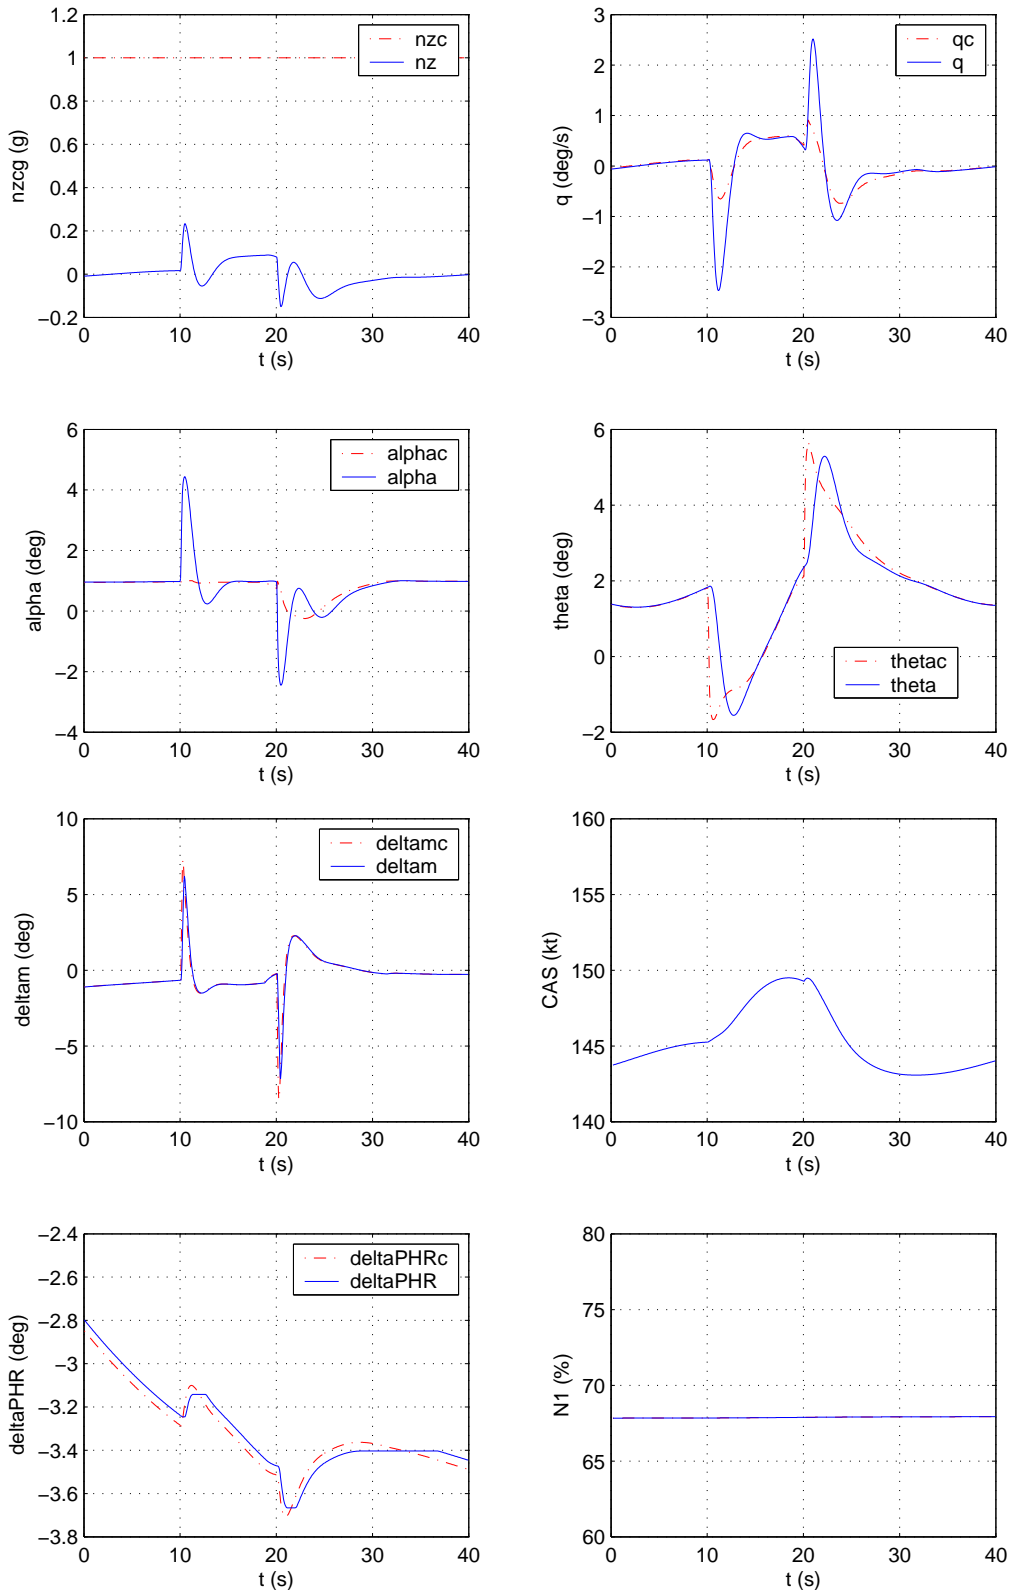 1.2
1
0.8
0.6
0.4
0.2
0
−0.2
nzcg (g)
nzc
nz
0 10 20 30 40
t (s)
3
2
1
0
−1
−2
−3
q (deg/s)
qc
q
0 10 20 30 40
t (s)
6
4
2
0
−2
−4
alpha (deg)
alphac
alpha
0 10 20 30 40
t (s)
6
4
2
0
−2
theta (deg)
thetac
theta
0 10 20 30 40
t (s)
10
5
0
−5
−10
deltam (deg)
deltamc
deltam
0 10 20 30 40
t (s)
160
155
150
145
140
CAS (kt)
0 10 20 30 40
t (s)
−2.4
−2.6
−2.8
−3
−3.2
−3.4
−3.6
−3.8
deltaPHR (deg)
deltaPHRc
deltaPHR
0 10 20 30 40
t (s)
80
75
70
65
60
N1 (%)
0 10 20 30 40
t (s)